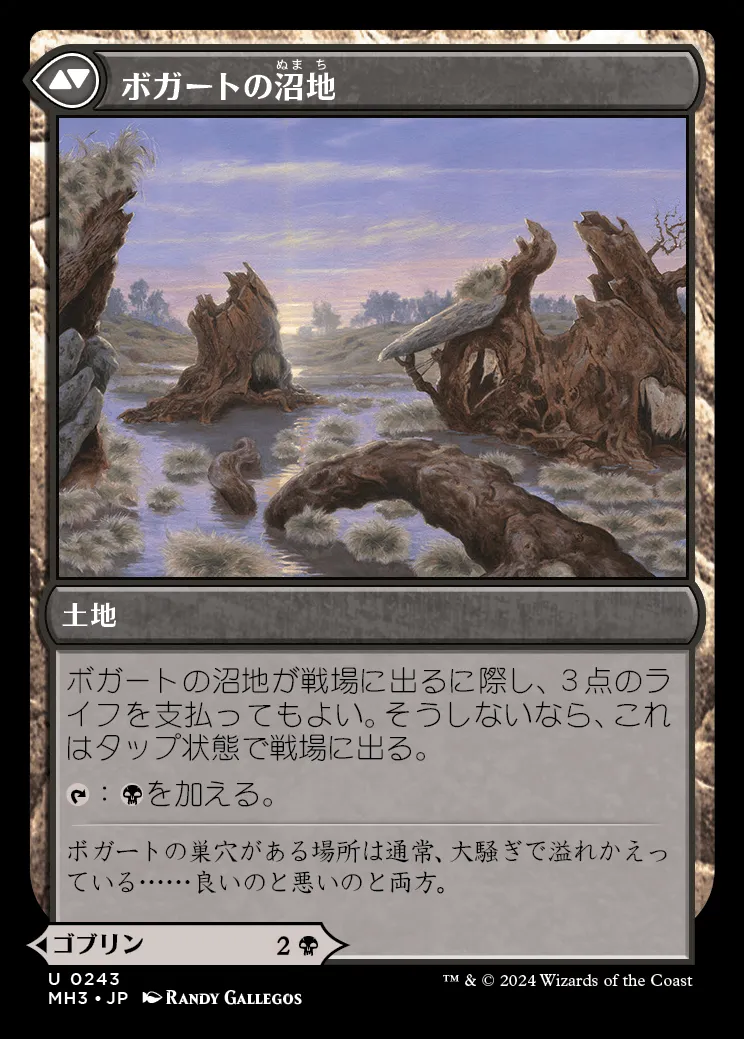 ぬまち
ボガートの沼地
土地
ボガートの沼地が戦場に出るに際し、３点のラ
イフを支払ってもよい。そうしないなら、これ
はタップ状態で戦場に出る。
：を加える。
ボガートの巣穴がある場所は通常、大騒ぎで溢れかえっ
ている……良いのと悪いのと両方。
ゴブリン 2
U 0243
MH3 • JP Randy Gallegos
™ & © 2024 Wizards of the Coast